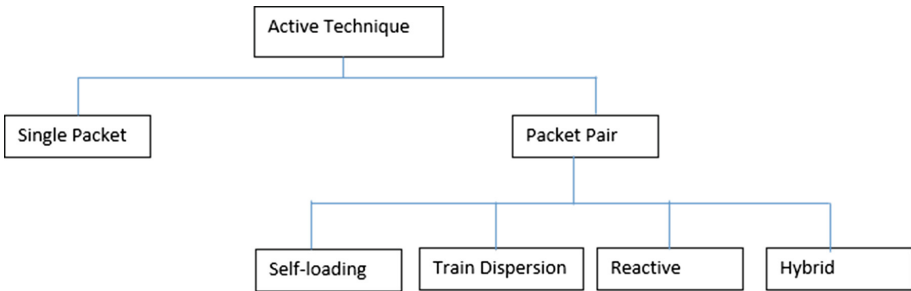 Active Technique
Single Packet
Packet Pair
Self-loading
Train Dispersion
Reactive
Hybrid